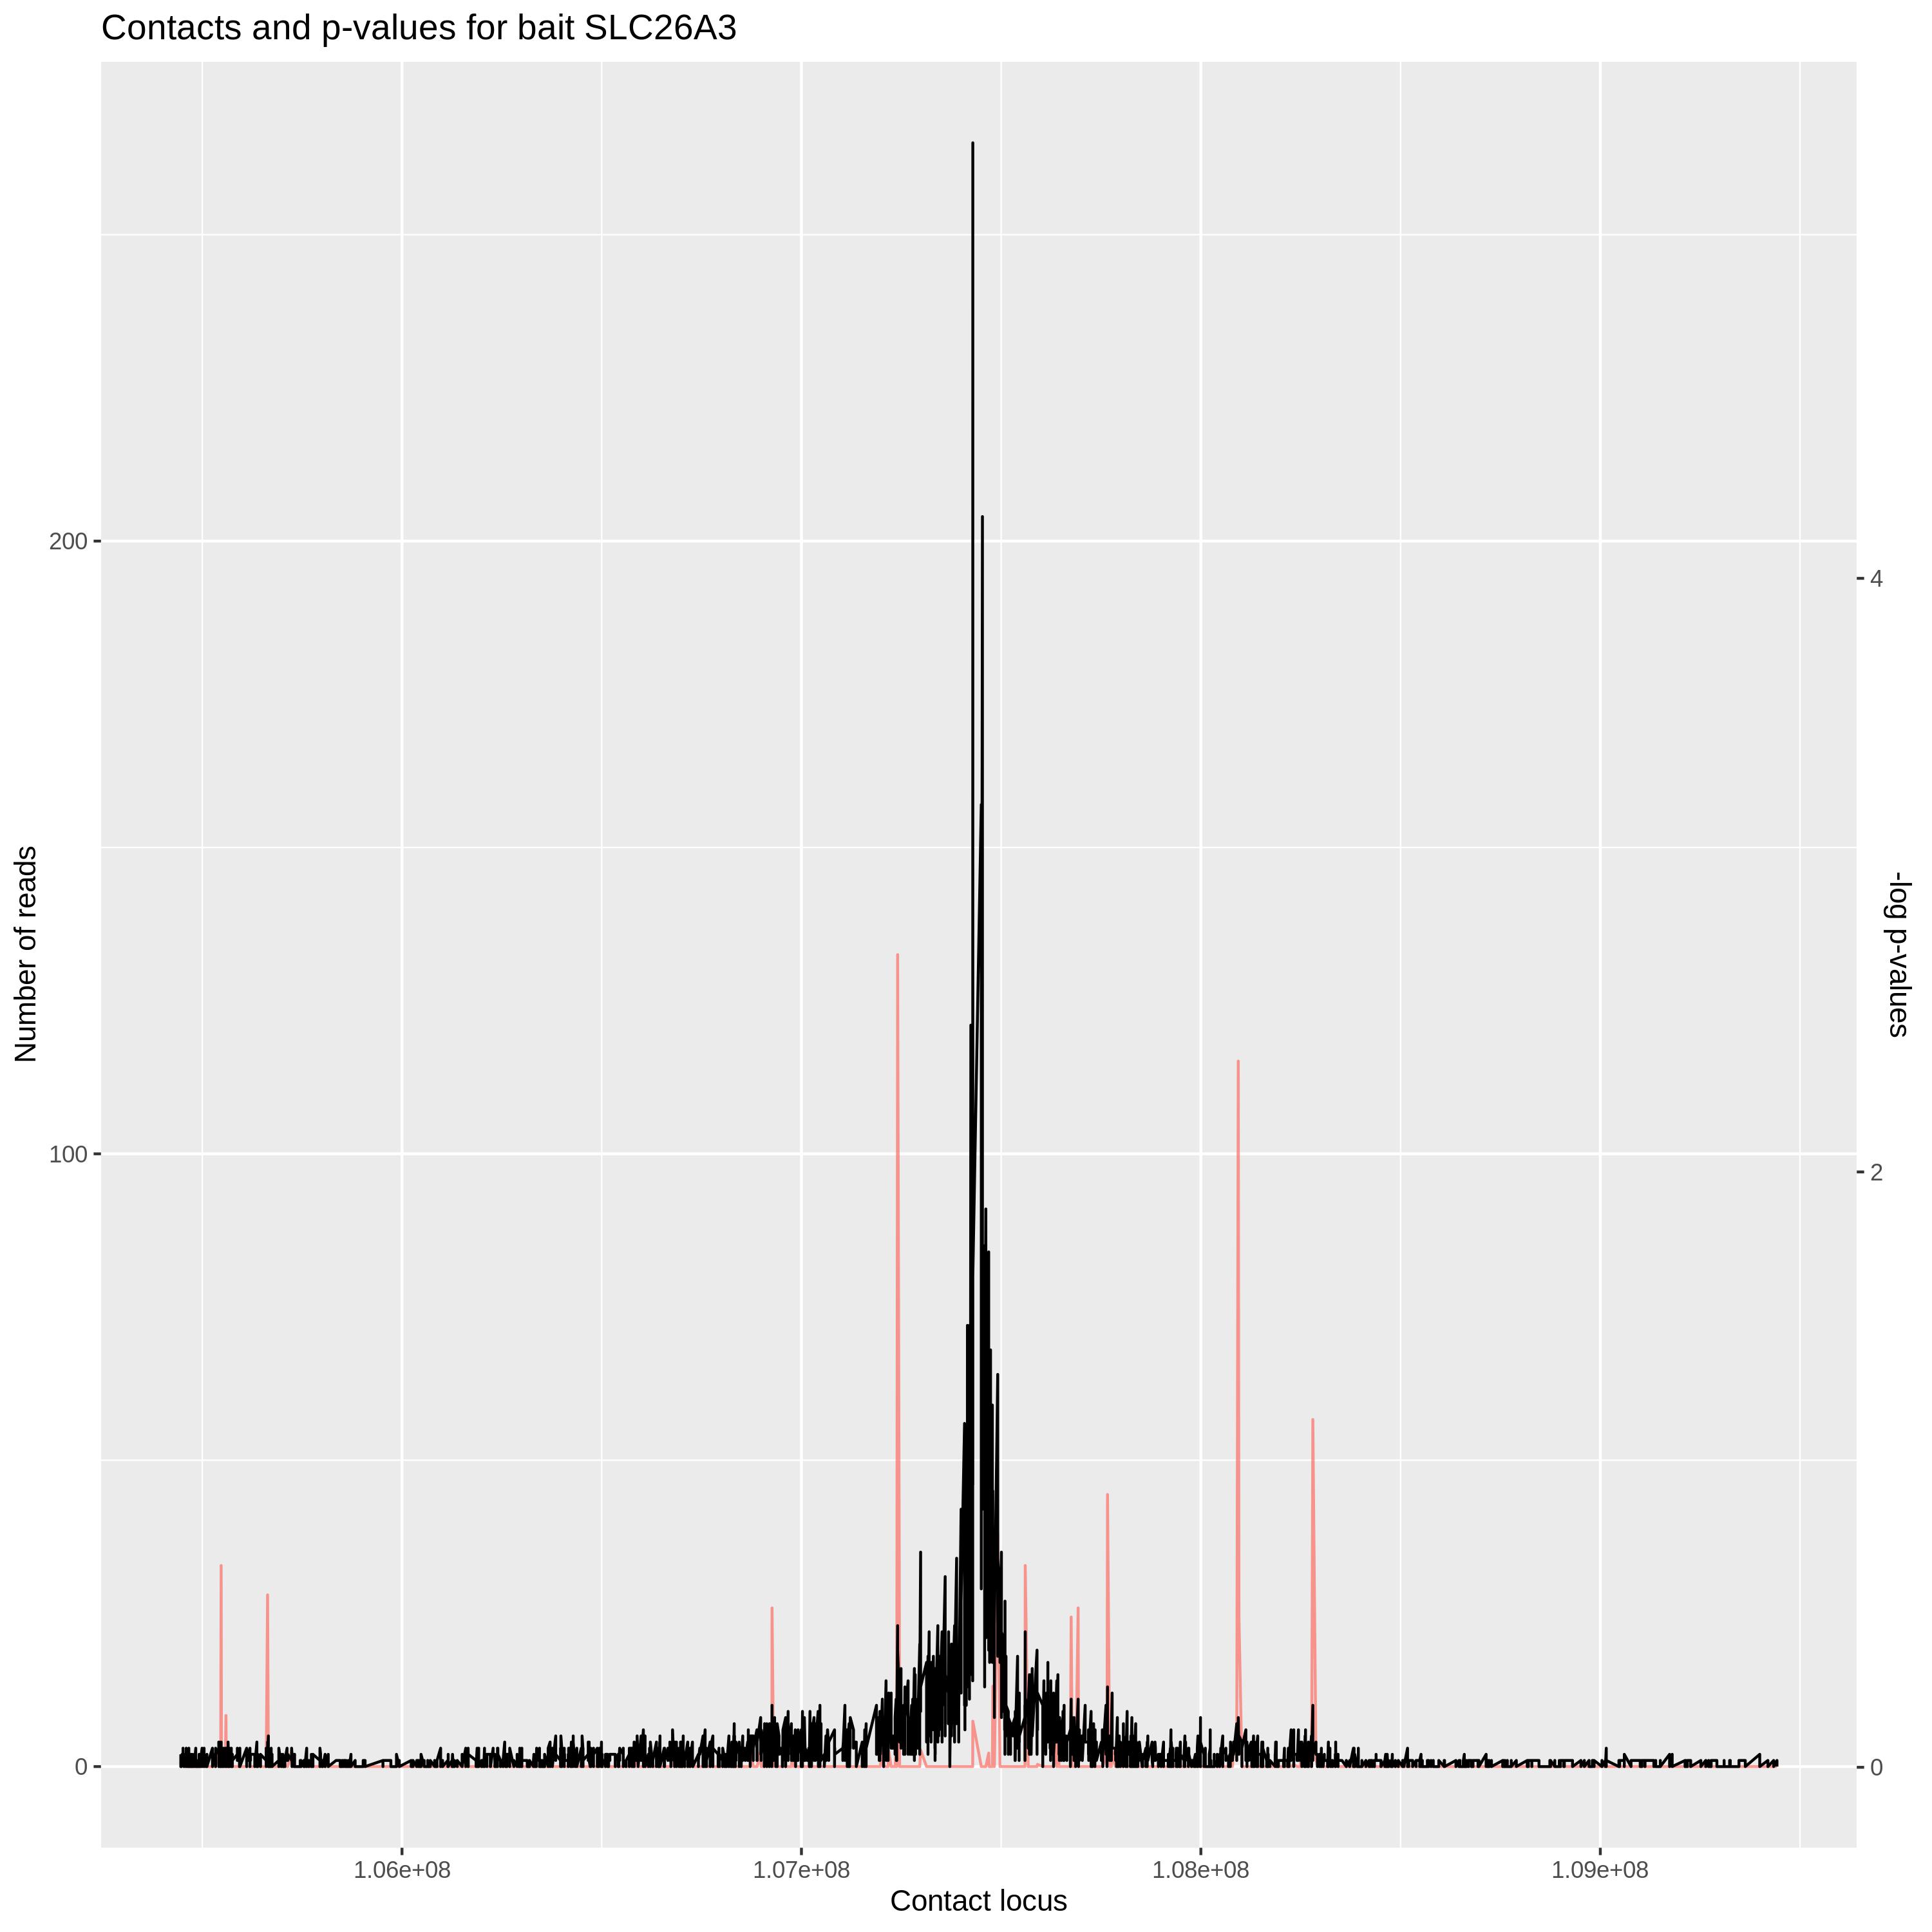 Contacts and p-values for bait SLC26A3
Number of reads
200
100
0
4
2
0
-log p-values
1.06e+08
1.07e+08
1.08e+08
1.09e+08
Contact locus